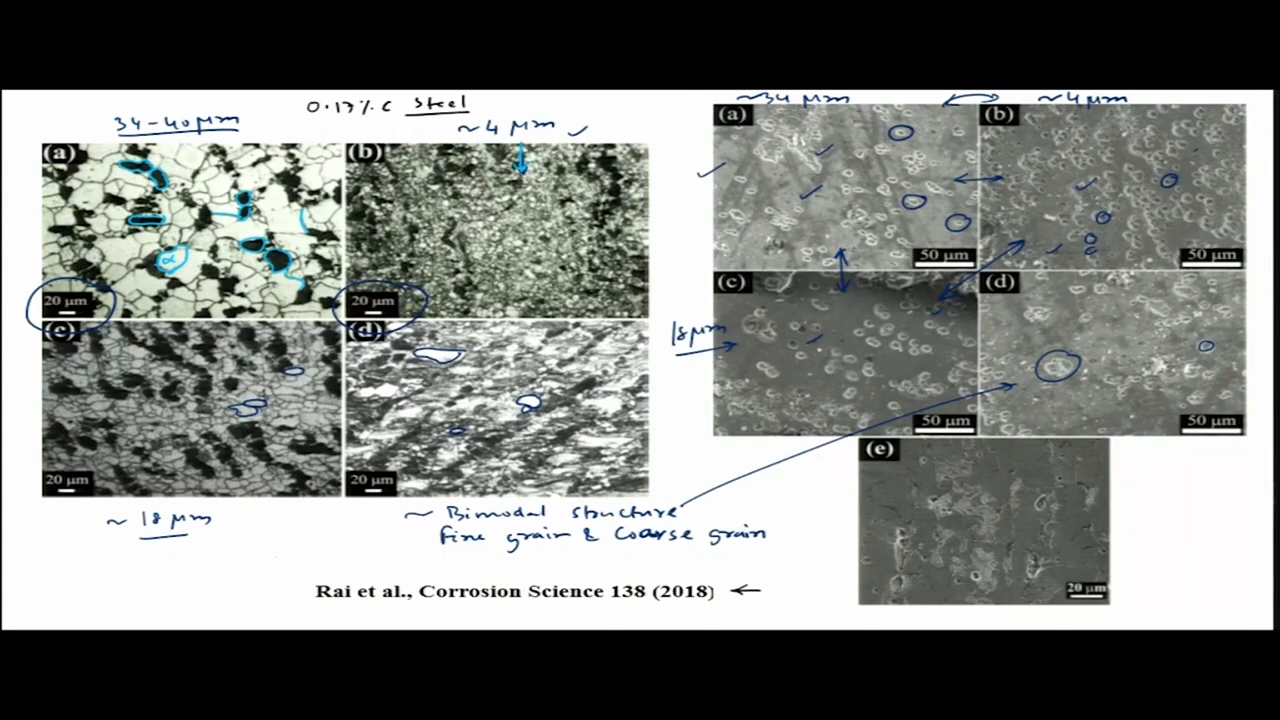 0.17% C Steel
34-40 μm
~ 4 μm
(a)
(b)
20 μm
20 μm
(c)
(d)
20 μm
20 μm
~ 18 μm
~ Bimodal structure
fine grain & Coarse grain
~34 μm
~4 μm
(a)
(b)
50 μm
50 μm
18 μm
(c)
(d)
50 μm
50 μm
(e)
20 μm
α
Rai et al., Corrosion Science 138 (2018)